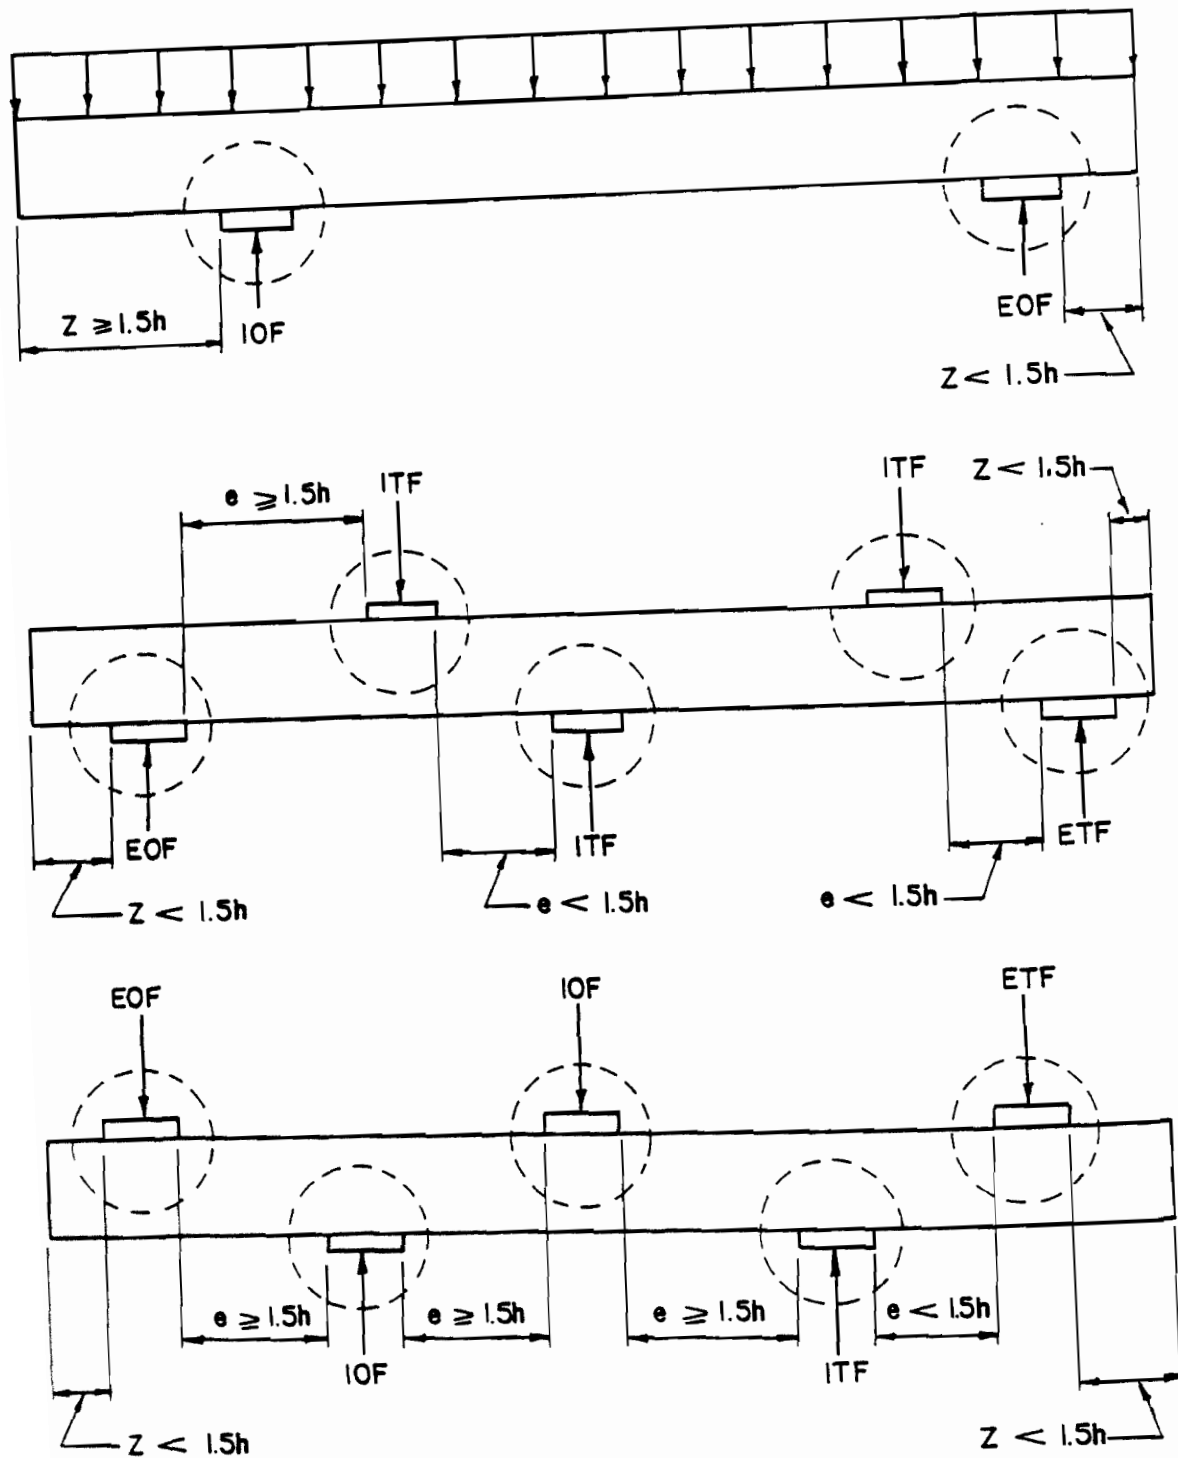 Z ≥ 1.5h
IOF
EOF
Z < 1.5h
e ≥ 1.5h
ITF
ITF
Z < 1.5h
EOF
ITF
ETF
Z < 1.5h
e < 1.5h
e < 1.5h
EOF
IOF
ETF
e ≥ 1.5h
e ≥ 1.5h
e ≥ 1.5h
e < 1.5h
IOF
ITF
Z < 1.5h
Z < 1.5h